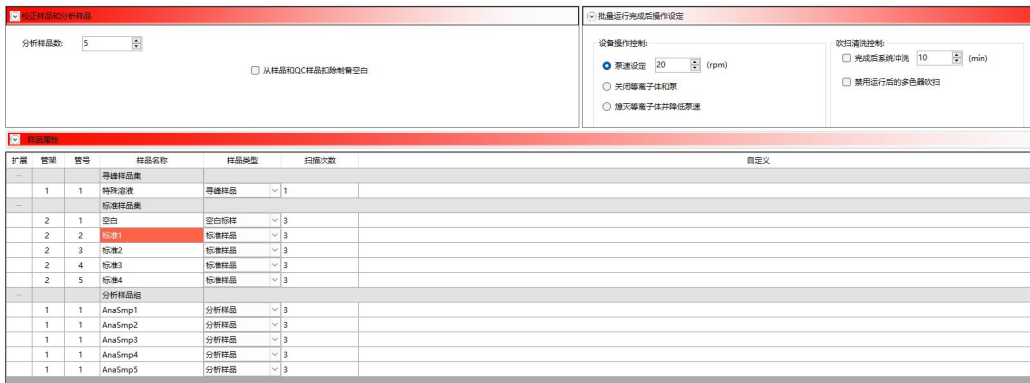 校正样品和分析样品
分析样品数: 5
从样品和QC样品扣除制备空白
批量运行完成后操作设定
设备操作控制:
泵速设定 20 (rpm)
关闭等离子体和泵
熄灭等离子体并降低泵速
吹扫清洗控制:
完成后系统冲洗 10 (min)
禁用运行后的多色器吹扫
样品属性
扩展 管架 管号 样品名称 样品类型 扫描次数 自定义
寻峰样品集
1 1 特殊溶液 寻峰样品 1
标准样品集
2 1 空白 空白标样 3
2 2 标准1 标准样品 3
2 3 标准2 标准样品 3
2 4 标准3 标准样品 3
2 5 标准4 标准样品 3
分析样品组
1 1 AnaSmp1 分析样品 3
1 1 AnaSmp2 分析样品 3
1 1 AnaSmp3 分析样品 3
1 1 AnaSmp4 分析样品 3
1 1 AnaSmp5 分析样品 3